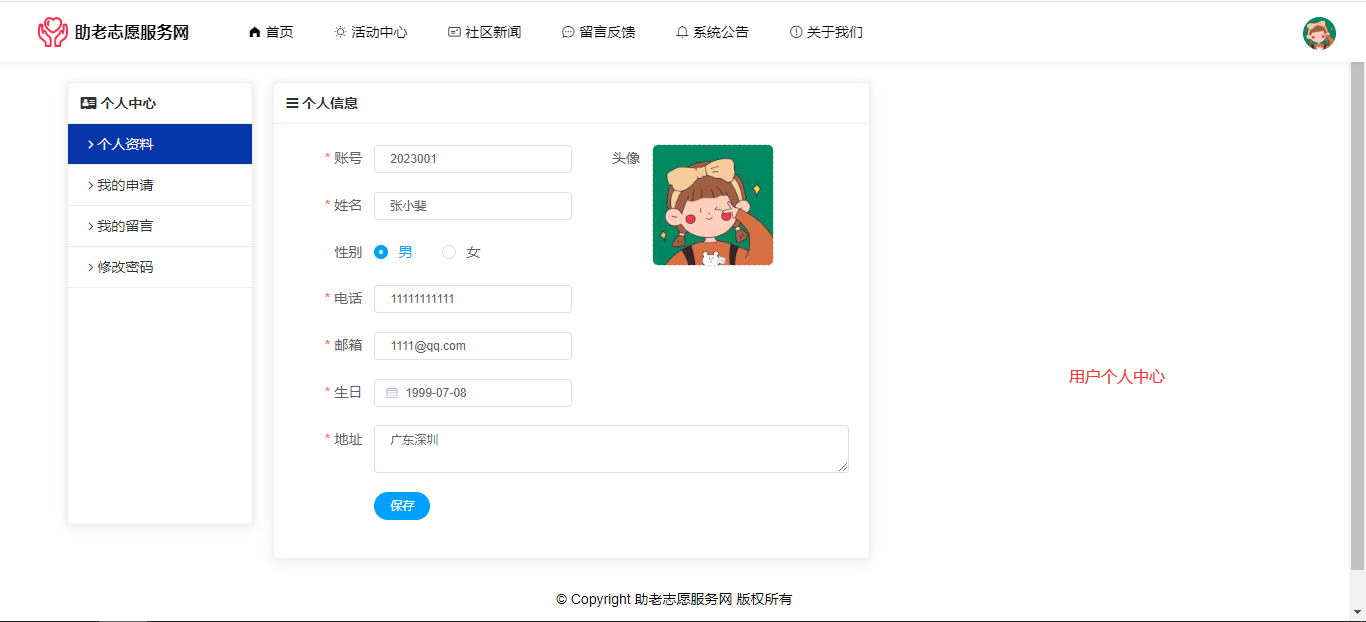 助老志愿服务网 首页 活动中心 社区新闻 留言反馈 系统公告 关于我们
个人中心
个人资料
我的申请
我的留言
修改密码
个人信息
* 账号 2023001
头像
* 姓名 张小斐
性别 男 女
* 电话 11111111111
* 邮箱 1111@qq.com
* 生日 1999-07-08
* 地址 广东深圳
保存
用户个人中心
© Copyright 助老志愿服务网 版权所有